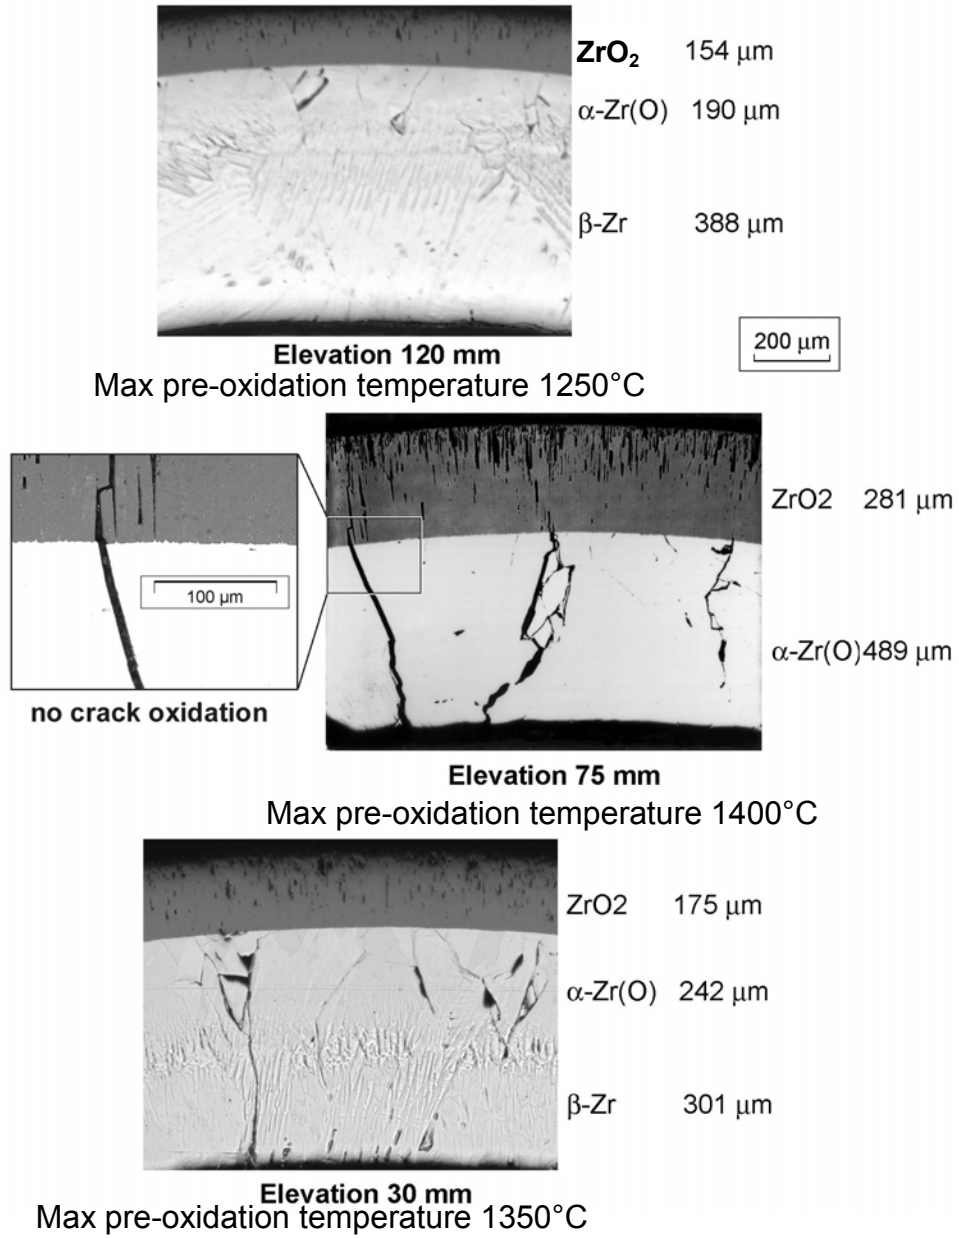 ZrO₂ 154 μm
α-Zr(O) 190 μm
β-Zr 388 μm
200 μm
Elevation 120 mm
Max pre-oxidation temperature 1250°C
ZrO2 281 μm
100 μm
α-Zr(O)489 μm
no crack oxidation
Elevation 75 mm
Max pre-oxidation temperature 1400°C
ZrO2 175 μm
α-Zr(O) 242 μm
β-Zr 301 μm
Elevation 30 mm
Max pre-oxidation temperature 1350°C